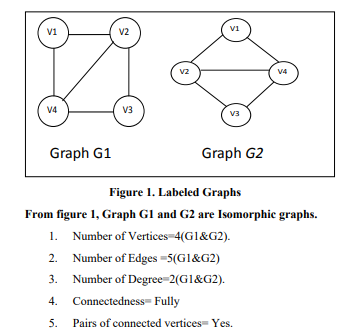 V1 V2
V4 V3
Graph G1
V1
V2 V4
V3
Graph G2
Figure 1. Labeled Graphs
From figure 1, Graph G1 and G2 are Isomorphic graphs.
1. Number of Vertices=4(G1&G2).
2. Number of Edges =5(G1&G2)
3. Number of Degree=2(G1&G2).
4. Connectedness= Fully
5. Pairs of connected vertices= Yes.